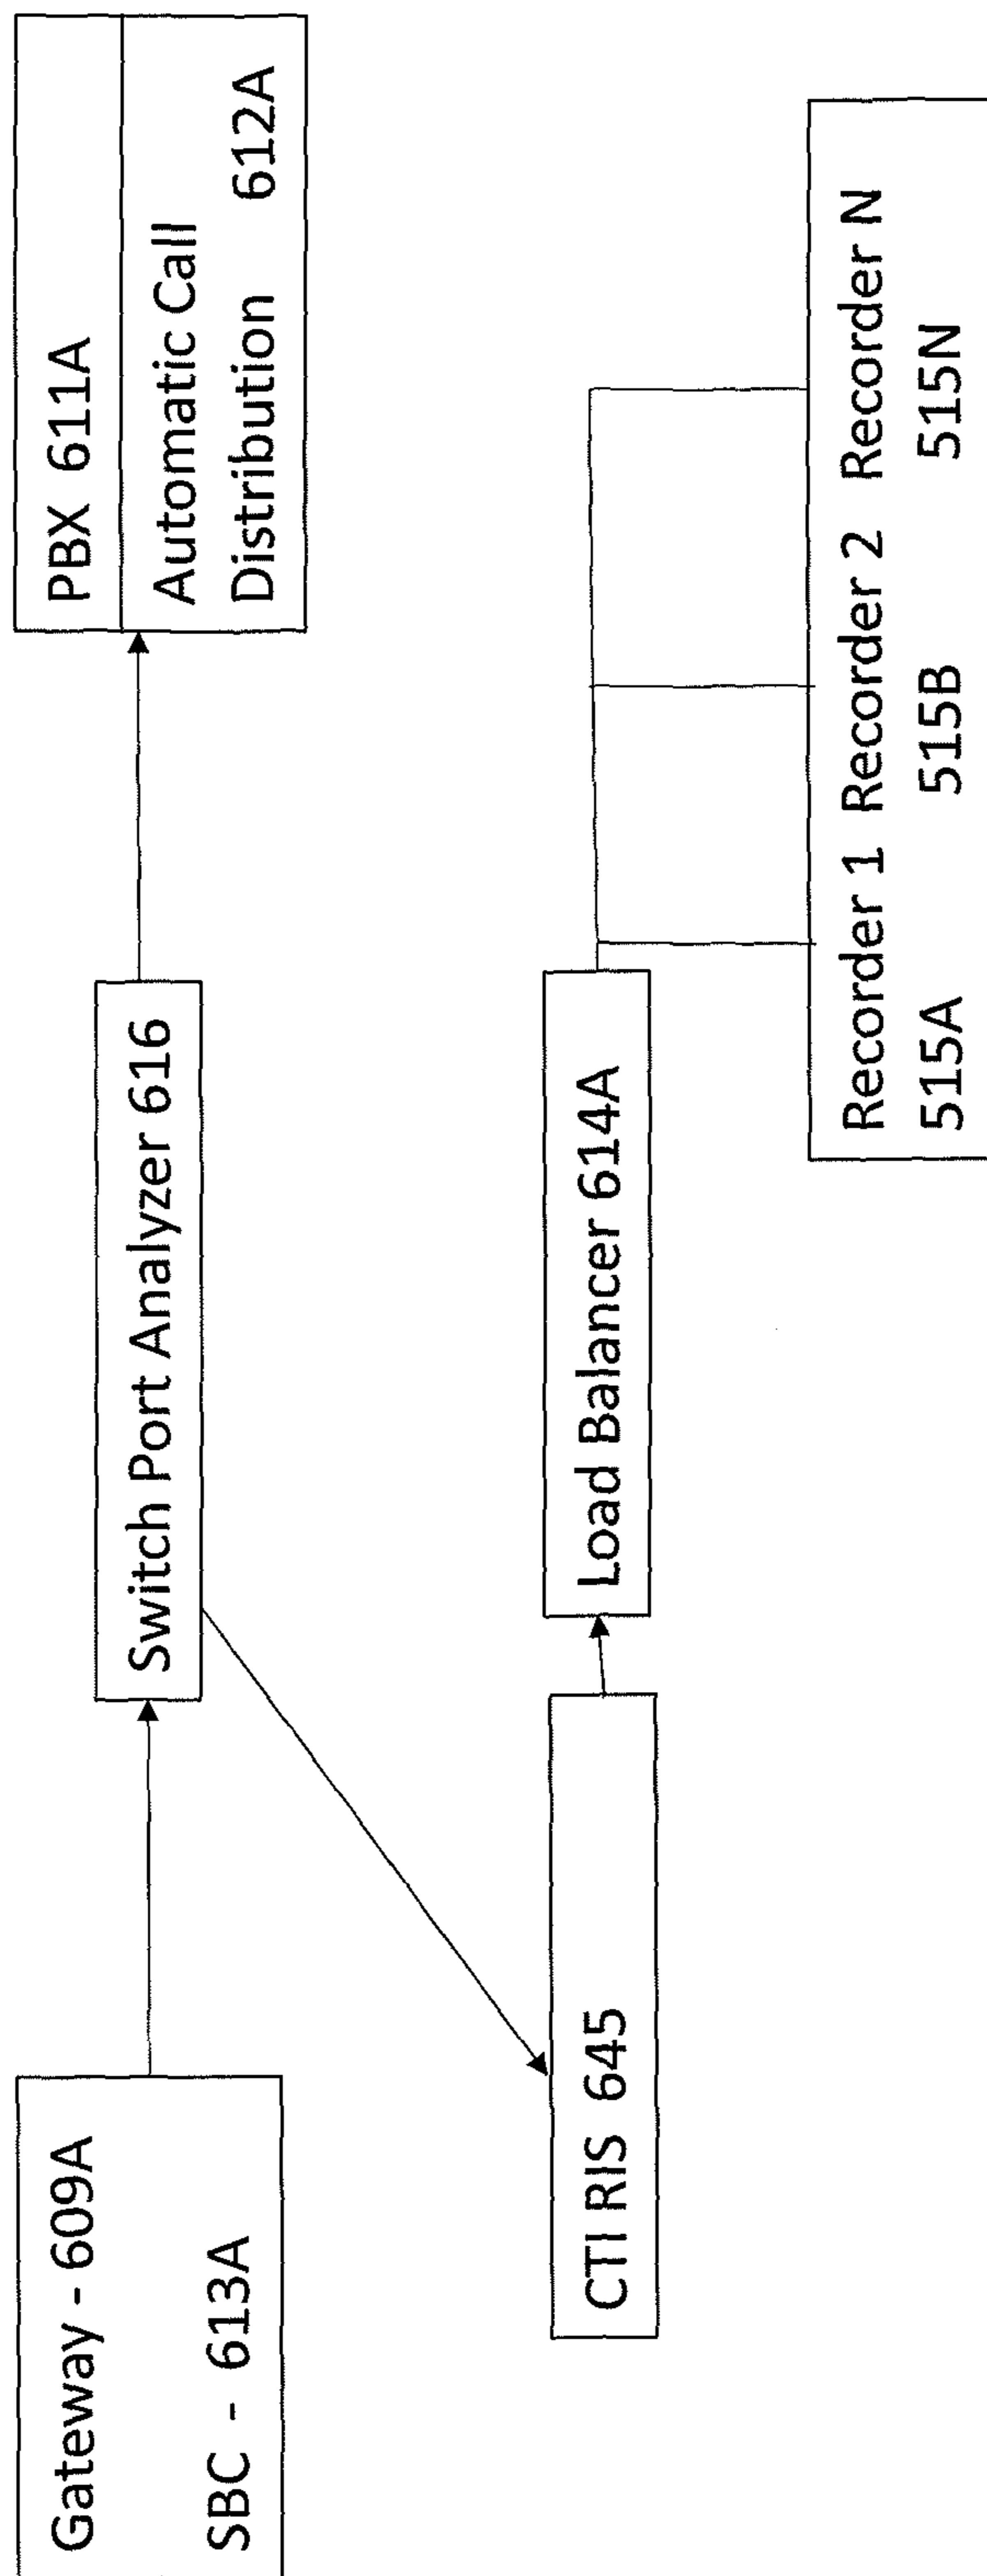 Gateway - 609A
SBC - 613A
Switch Port Analyzer 616
PBX 611A
Automatic Call
Distribution 612A
CTI RIS 645
Load Balancer 614A
Recorder 1 Recorder 2 Recorder N
515A 515B 515N